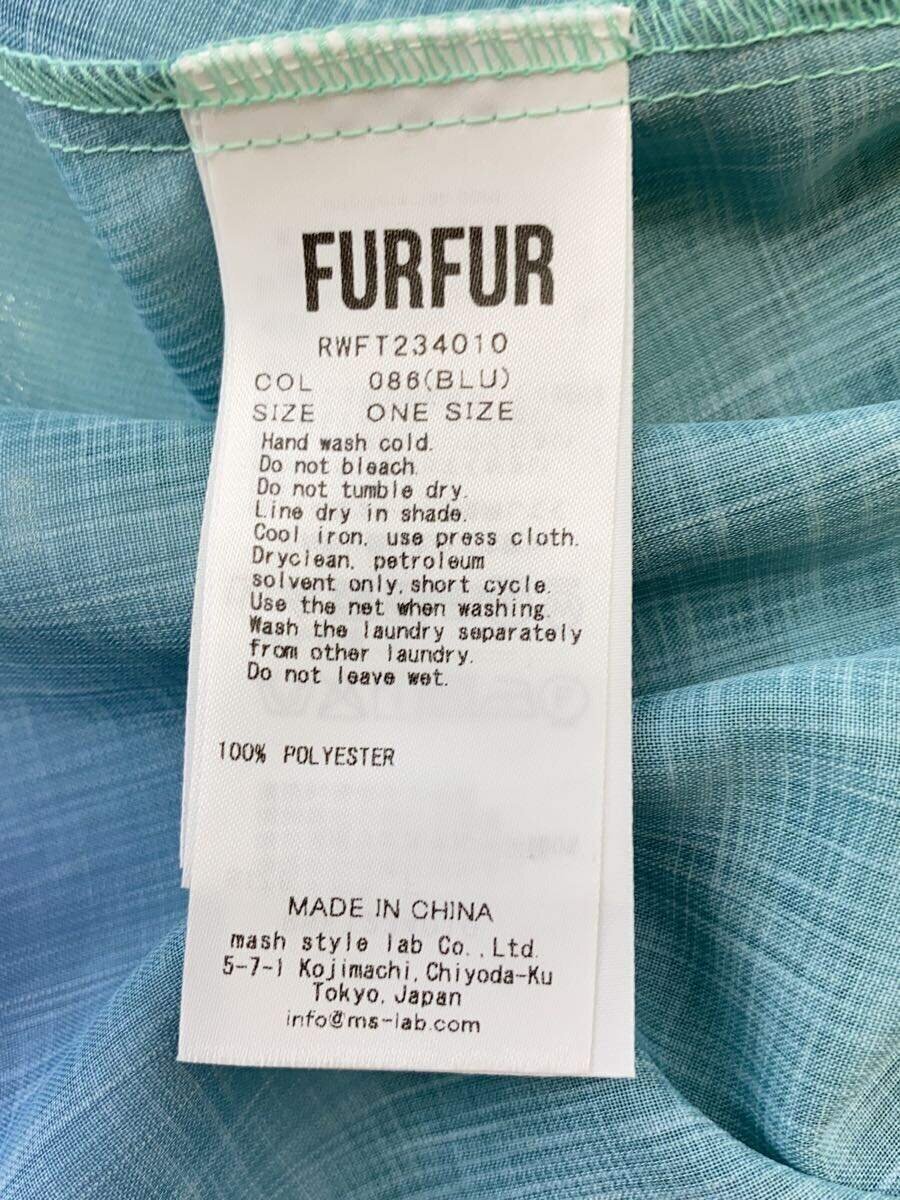 FURFUR
RWFT234010
COL 086(BLU)
SIZE ONE SIZE
Hand wash cold.
Do not bleach.
Do not tumble dry.
Line dry in shade.
Cool iron, use press cloth.
Dryclean, petroleum
solvent only, short cycle.
Use the net when washing.
Wash the laundry separately
from other laundry.
Do not leave wet.
100% POLYESTER
MADE IN CHINA
mash style lab Co.,Ltd.
5-7-1 Kojimachi, Chiyoda-Ku
Tokyo, Japan
info@ms-lab.com